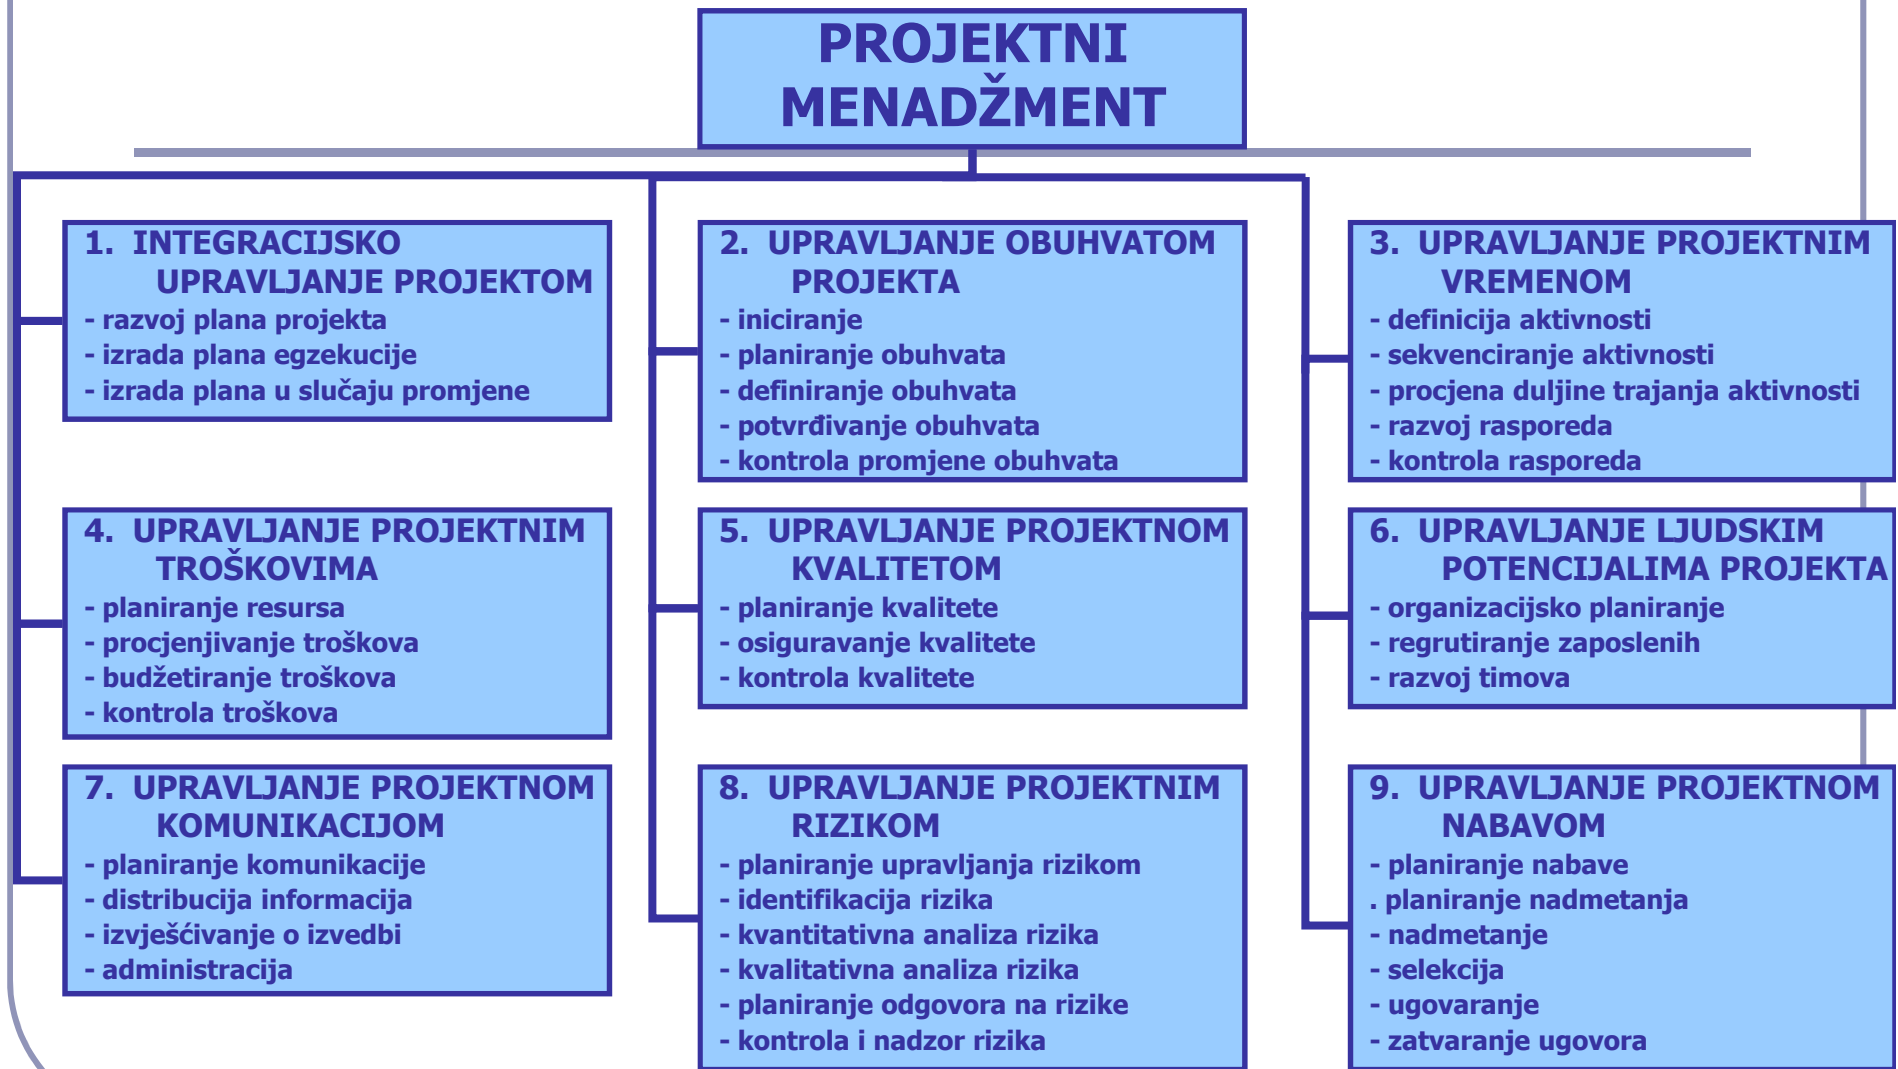 PROJEKTNI
MENADŽMENT
1. INTEGRACIJSKO
UPRAVLJANJE PROJEKTOM
- razvoj plana projekta
- izrada plana egzekucije
- izrada plana u slučaju promjene
2. UPRAVLJANJE OBUHVATOM
PROJEKTA
- iniciranje
- planiranje obuhvata
- definiranje obuhvata
- potvrđivanje obuhvata
- kontrola promjene obuhvata
3. UPRAVLJANJE PROJEKTNIM
VREMENOM
- definicija aktivnosti
- sekvenciranje aktivnosti
- procjena duljine trajanja aktivnosti
- razvoj rasporeda
- kontrola rasporeda
4. UPRAVLJANJE PROJEKTNIM
TROŠKOVIMA
- planiranje resursa
- procjenjivanje troškova
- budžetiranje troškova
- kontrola troškova
5. UPRAVLJANJE PROJEKTNOM
KVALITETOM
- planiranje kvalitete
- osiguravanje kvalitete
- kontrola kvalitete
6. UPRAVLJANJE LJUDSKIM
POTENCIJALIMA PROJEKTA
- organizacijsko planiranje
- regrutiranje zaposlenih
- razvoj timova
7. UPRAVLJANJE PROJEKTNOM
KOMUNIKACIJOM
- planiranje komunikacije
- distribucija informacija
- izvješćivanje o izvedbi
- administracija
8. UPRAVLJANJE PROJEKTNIM
RIZIKOM
- planiranje upravljanja rizikom
- identifikacija rizika
- kvantitativna analiza rizika
- kvalitativna analiza rizika
- planiranje odgovora na rizike
- kontrola i nadzor rizika
9. UPRAVLJANJE PROJEKTNOM
NABAVOM
- planiranje nabave
. planiranje nadmetanja
- nadmetanje
- selekcija
- ugovaranje
- zatvaranje ugovora